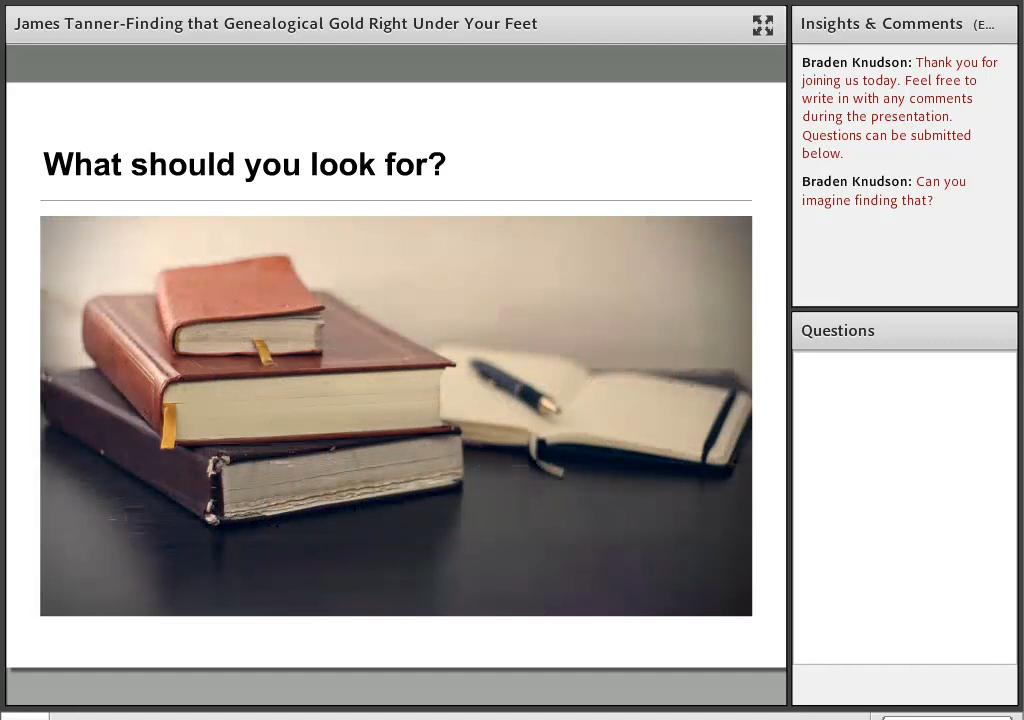 James Tanner-Finding that Genealogical Gold Right Under Your Feet
What should you look for?
Insights & Comments (E...
Braden Knudson: Thank you for
joining us today. Feel free to
write in with any comments
during the presentation.
Questions can be submitted
below.
Braden Knudson: Can you
imagine finding that?
Questions